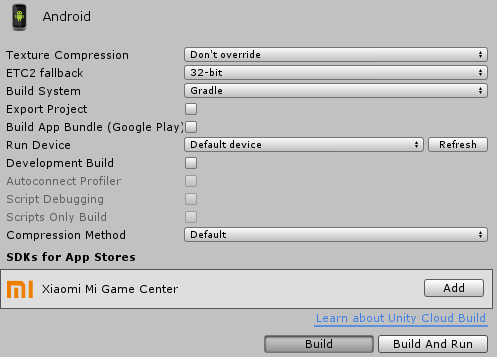 Android
Texture Compression Don't override
ETC2 fallback 32-bit
Build System Gradle
Export Project
Build App Bundle (Google Play)
Run Device Default device Refresh
Development Build
Autoconnect Profiler
Script Debugging
Scripts Only Build
Compression Method Default
SDKs for App Stores
Xiaomi Mi Game Center Add
Learn about Unity Cloud Build
Build Build And Run